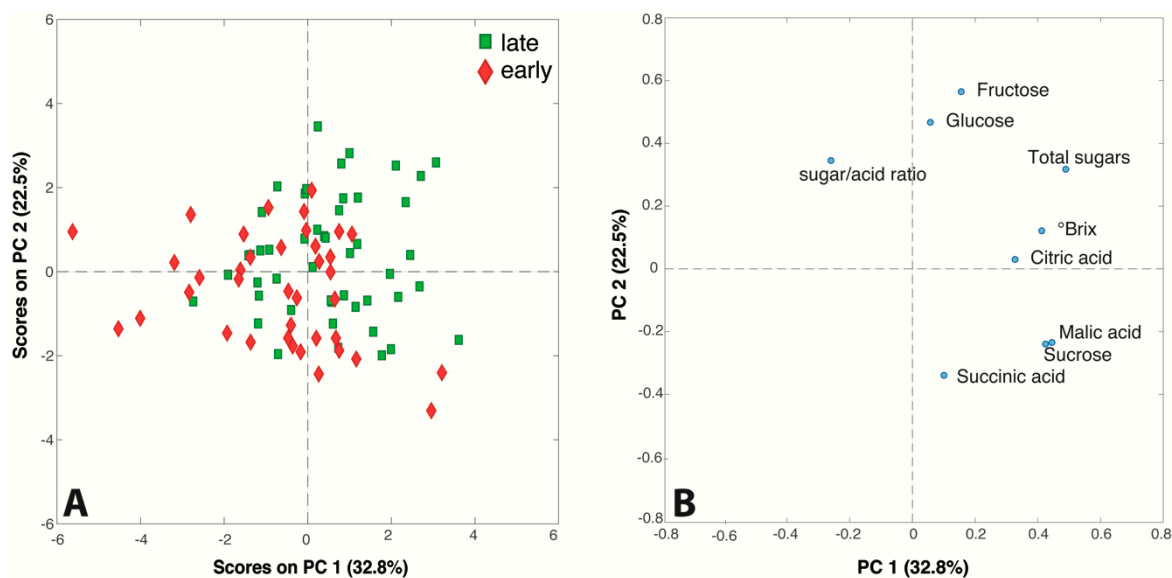 6
4
2
0
-2
-4
-6
-6
-4
-2
0
2
4
6
Scores on PC 2 (22.5%)
Scores on PC 1 (32.8%)
late
early
A
0.8
0.6
0.4
0.2
0
-0.2
-0.4
-0.6
-0.8
-0.8
-0.6
-0.4
-0.2
0
0.2
0.4
0.6
0.8
PC 2 (22.5%)
PC 1 (32.8%)
Fructose
Glucose
Total sugars
sugar/acid ratio
°Brix
Citric acid
Malic acid
Sucrose
Succinic acid
B